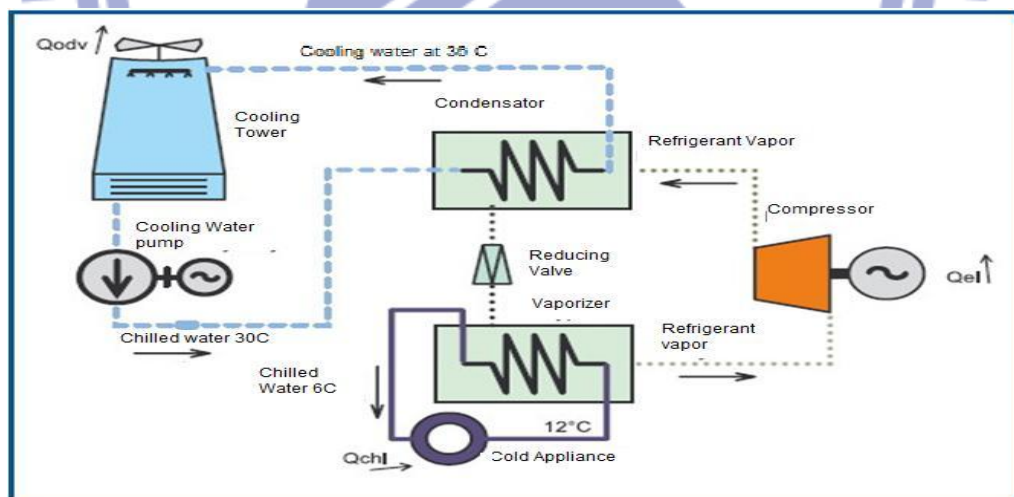 Qodv
Cooling water at 36 C
Condensator
Cooling
Tower
Refrigerant Vapor
Compressor
Cooling Water
pump
Reducing
Valve
Qel
Vaporizer
Chilled water 30C
Refrigerant
vapor
Chilled
Water 6C
12°C
Qchl
Cold Appliance